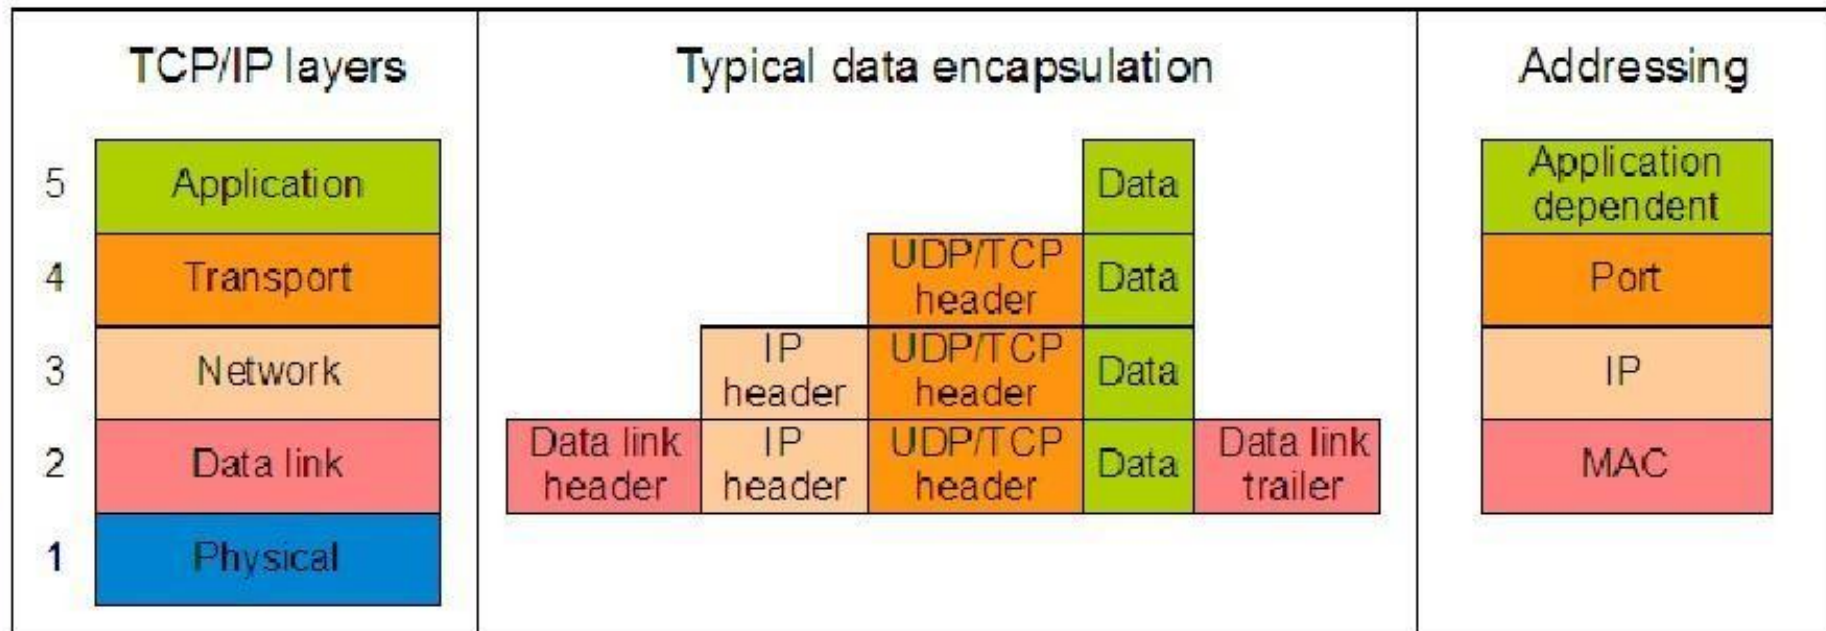 TCP/IP layers
5
Application
4
Transport
3
Network
2
Data link
1
Physical
Typical data encapsulation
Data
UDP/TCP
header
Data
IP
header
UDP/TCP
header
Data
Data link
header
IP
header
UDP/TCP
header
Data
Data link
trailer
Addressing
Application
dependent
Port
IP
MAC